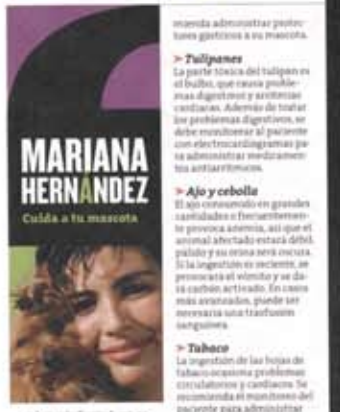 MARIANA
HERNÁNDEZ
Cuida a tu mascota
mienda administrar protec-
tores gástricos a su mascota.
➤ Tulipanes
La parte tóxica del tulipán es
el bulbo, que causa proble-
mas digestivos y arritmias
cardiacas. Además de tratar
los problemas digestivos, se
debe monitorear al paciente
con electrocardiogramas pa-
ra administrar medicamen-
tos antiarrítmicos.
➤ Ajo y cebolla
El ajo consumido en grandes
cantidades o frecuentemen-
te provoca anemia, así que el
animal afectado estará débil,
pálido y su orina será oscura.
Si la ingestión es reciente, se
provocará el vómito y se da-
rá carbón activado. En casos
más avanzados, puede ser
necesaria una trasfusión
sanguínea.
➤ Tabaco
La ingestión de las hojas de
tabaco ocasiona problemas
circulatorios y cardiacos. Se
recomienda el monitoreo del
paciente para administrar